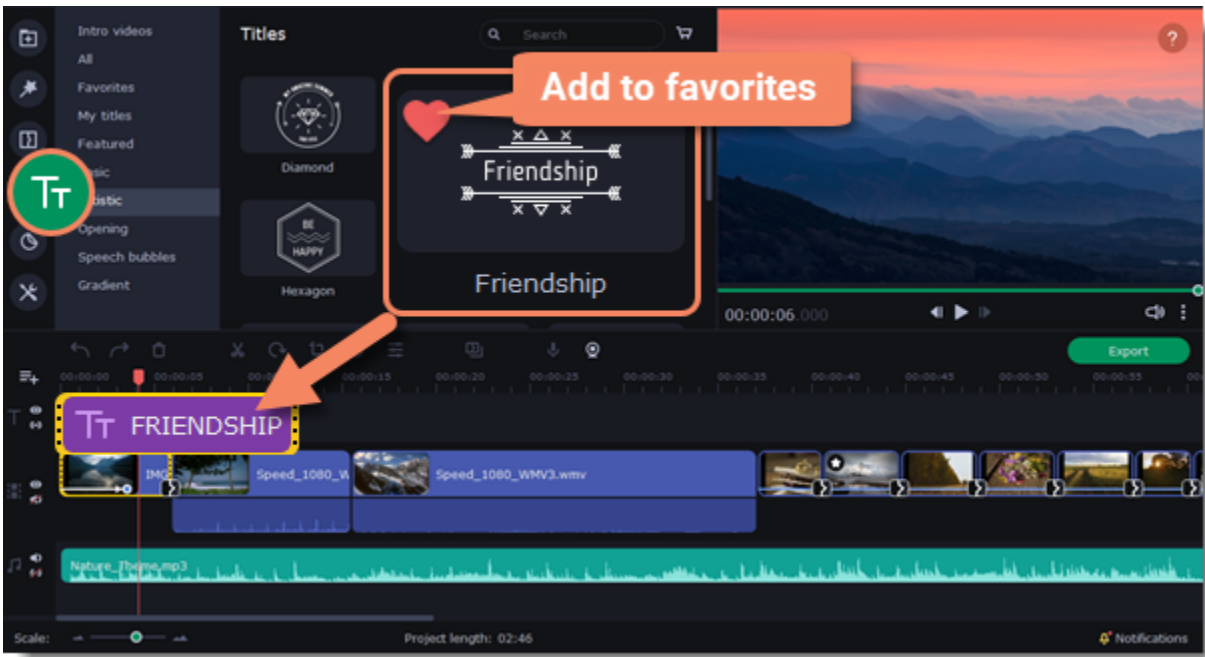 Intro videos
All
Favorites
My titles
Featured
Artistic
Opening
Speech bubbles
Gradient
Titles
Search
Diamond
BE
HAPPY
Hexagon
Add to favorites
Friendship
Friendship
?
00:00:06.000
Export
00:00:00
00:00:05
00:00:15
00:00:20
00:00:25
00:00:30
00:00:35
00:00:40
00:00:45
00:00:50
00:00:55
Tт FRIENDSHIP
IMG
Speed_1080_W
Speed_1080_WMV3.wmv
Nature_Theme.mp3
Scale:
Project length: 02:46
Notifications